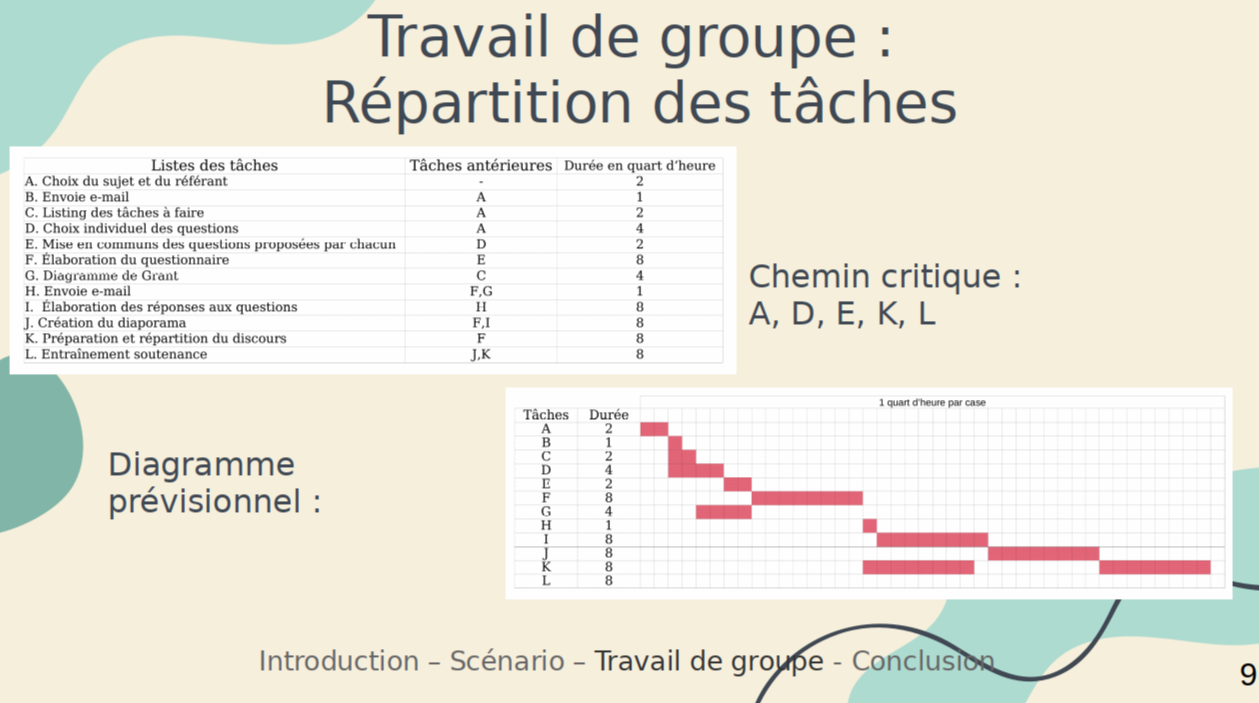 Travail de groupe :
Répartition des tâches
Listes des tâches Tâches antérieures Durée en quart d’heure
A. Choix du sujet et du référant - 2
B. Envoie e-mail A 1
C. Listing des tâches à faire A 2
D. Choix individuel des questions A 4
E. Mise en communs des questions proposées par chacun D 2
F. Élaboration du questionnaire E 8
G. Diagramme de Grant C 4
H. Envoie e-mail F,G 1
I. Élaboration des réponses aux questions H 8
J. Création du diaporama F,I 8
K. Préparation et répartition du discours F 8
L. Entraînement soutenance J,K 8
Chemin critique :
A, D, E, K, L
Diagramme
prévisionnel :
1 quart d'heure par case
Tâches Durée
A 2
B 1
C 2
D 4
E 2
F 8
G 4
H 1
I 8
J 8
K 8
L 8
Introduction – Scénario – Travail de groupe - Conclusion
9